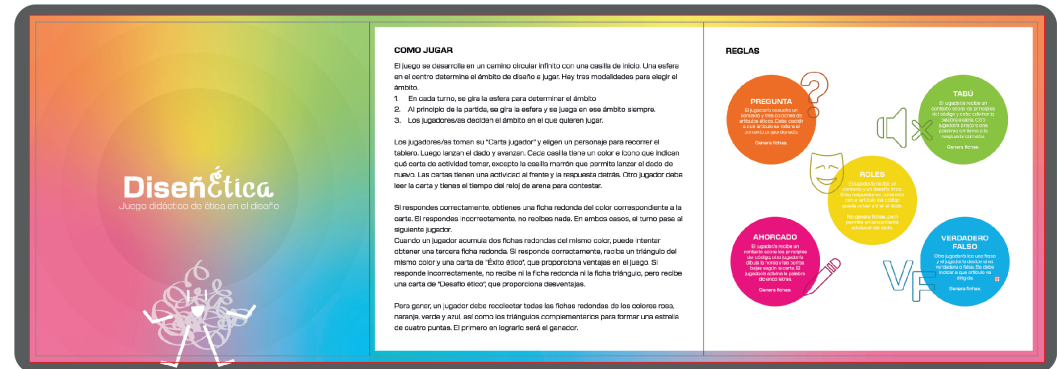 Diseñética
Juego didáctico de ética en el diseño
COMO JUGAR
El juego se desarrolla en un camino circular infinito con una casilla de inicio. Una esfera
en el centro determina el ámbito de diseño a jugar. Hay tres modalidades para elegir el
ámbito.
1. En cada turno, se gira la esfera para determinar el ámbito
2. Al principio de la partida, se gira la esfera y se juega en ese ámbito siempre.
3. Los jugadores/as deciden el ámbito en el que quieren jugar.
Los jugadores/as toman su "Carta jugador" y eligen un personaje para recorrer el
tablero. Luego lanzan el dado y avanzan. Cada casilla tiene un color e ícono que indican
qué carta de actividad tomar, excepto la casilla marrón que permite lanzar el dado de
nuevo. Las cartas tienen una actividad al frente y la respuesta detrás. Otro jugador debe
leer la carta y tienes el tiempo del reloj de arena para contestar.
Si respondes correctamente, obtienes una ficha redonda del color correspondiente a la
carta. Si respondes incorrectamente, no recibes nada. En ambos casos, el turno pasa al
siguiente jugador.
Cuando un jugador acumula dos fichas redondas del mismo color, puede intentar
obtener una tercera ficha redonda. Si responde correctamente, recibe un triángulo del
mismo color y una carta de "Éxito ético", que proporciona ventajas en el juego. Si
responde incorrectamente, no recibe ni la ficha redonda ni la ficha triángulo, pero recibe
una carta de "Desafío ético", que proporciona desventajas.
Para ganar, un jugador debe recolectar todas las fichas redondas de los colores rosa,
naranja, verde y azul, así como los triángulos complementarios para formar una estrella
de cuatro puntas. El primero en lograrlo será el ganador.
REGLAS
PREGUNTA
Genera fichas.
TABÚ
Genera fichas.
ROLES
AHORCADO
El jugador/a recibe un
Genera fichas.
VERDADERO
FALSO
Genera fichas.
VF